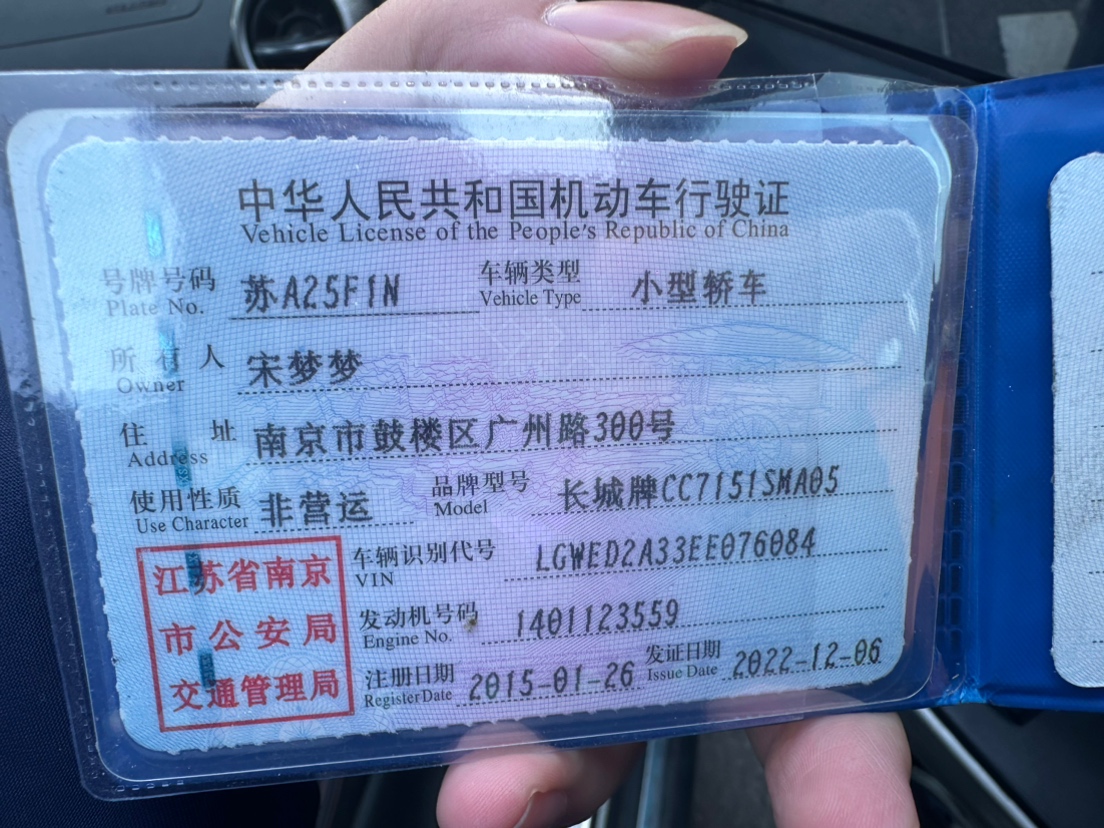 中华人民共和国机动车行驶证
Vehicle License of the People's Republic of China
号牌号码 苏A25F1N 车辆类型 小型轿车
Plate No. Vehicle Type
所有人 宋梦梦
Owner
住址 南京市鼓楼区广州路300号
Address
使用性质 非营运 品牌型号 长城牌CC7151SMA05
Use Character Model
车辆识别代号 LGWED2A33EE076084
VIN
发动机号码 1401123559
Engine No.
注册日期 2015-01-26 发证日期 2022-12-06
Register Date Issue Date
江苏省南京
市公安局
交通管理局